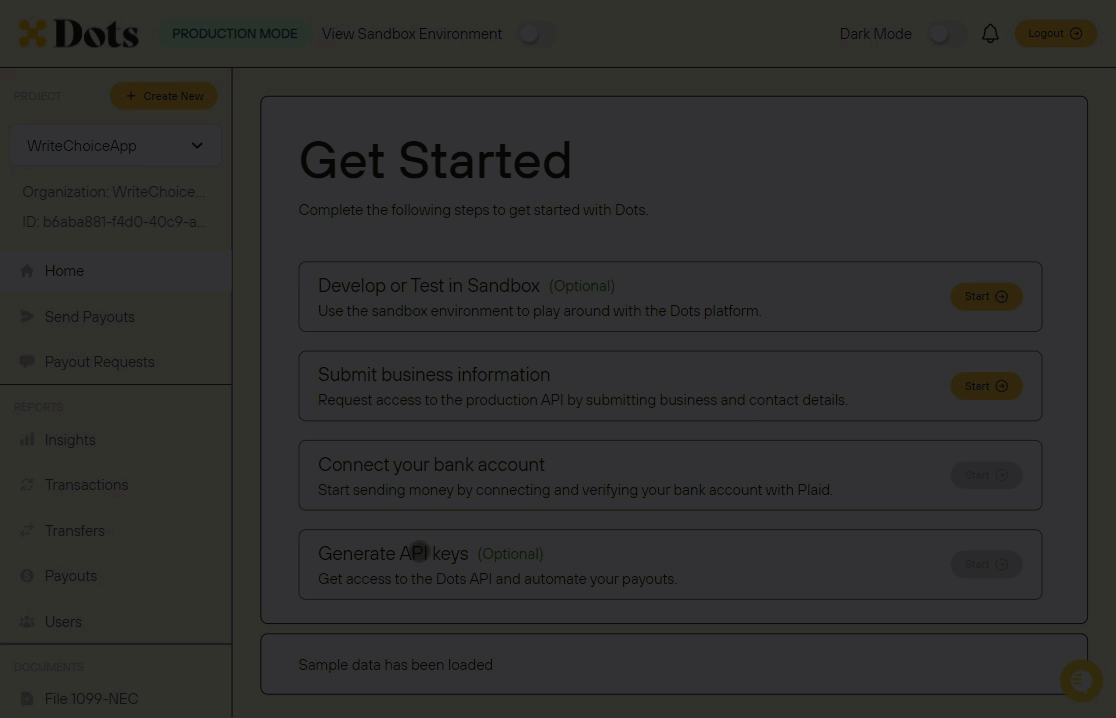 Dots
PRODUCTION MODE
View Sandbox Environment
Dark Mode
Logout
PROJECT
+ Create New
WriteChoiceApp
Organization: WriteChoice...
ID: b6aba881-f4d0-40c9-a...
Home
Send Payouts
Payout Requests
REPORTS
Insights
Transactions
Transfers
Payouts
Users
DOCUMENTS
File 1099-NEC
Get Started
Complete the following steps to get started with Dots.
Develop or Test in Sandbox (Optional)
Use the sandbox environment to play around with the Dots platform.
Start
Submit business information
Request access to the production API by submitting business and contact details.
Start
Connect your bank account
Start sending money by connecting and verifying your bank account with Plaid.
Start
Generate API keys (Optional)
Get access to the Dots API and automate your payouts.
Start
Sample data has been loaded